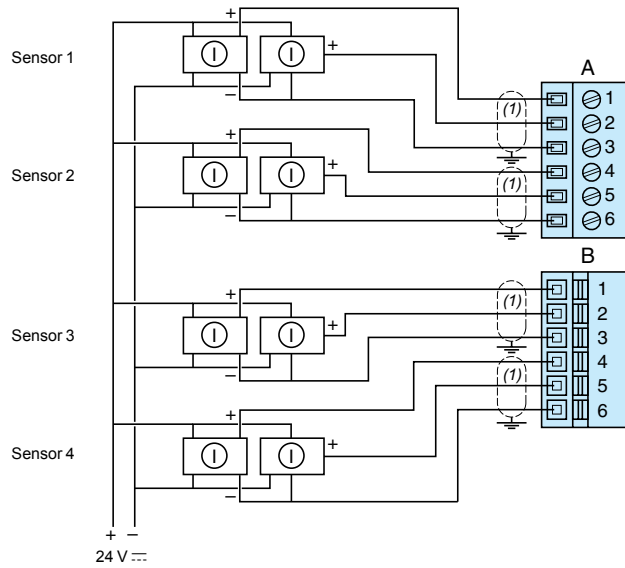 +
Sensor 1
I
I
+
A
(1)
1
2
−
3
+
Sensor 2
I
I
+
(1)
4
5
−
6
B
+
(1)
1
2
Sensor 3
I
I
+
3
−
(1)
4
+
5
6
Sensor 4
I
I
+
−
+ −
24 V ⎓